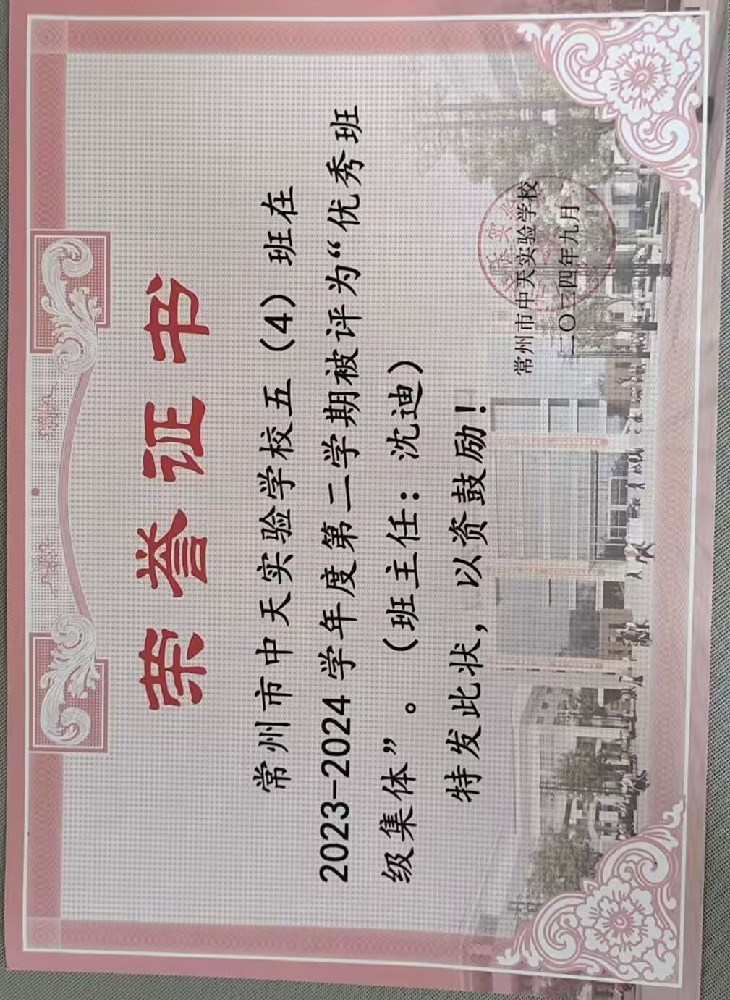 荣誉证书
常州市中天实验学校五（4）班在
2023-2024学年度第二学期被评为“优秀班
级集体”。（班主任：沈迪）
特发此状，以资鼓励！
常州市中天实验学校
二〇二四年九月